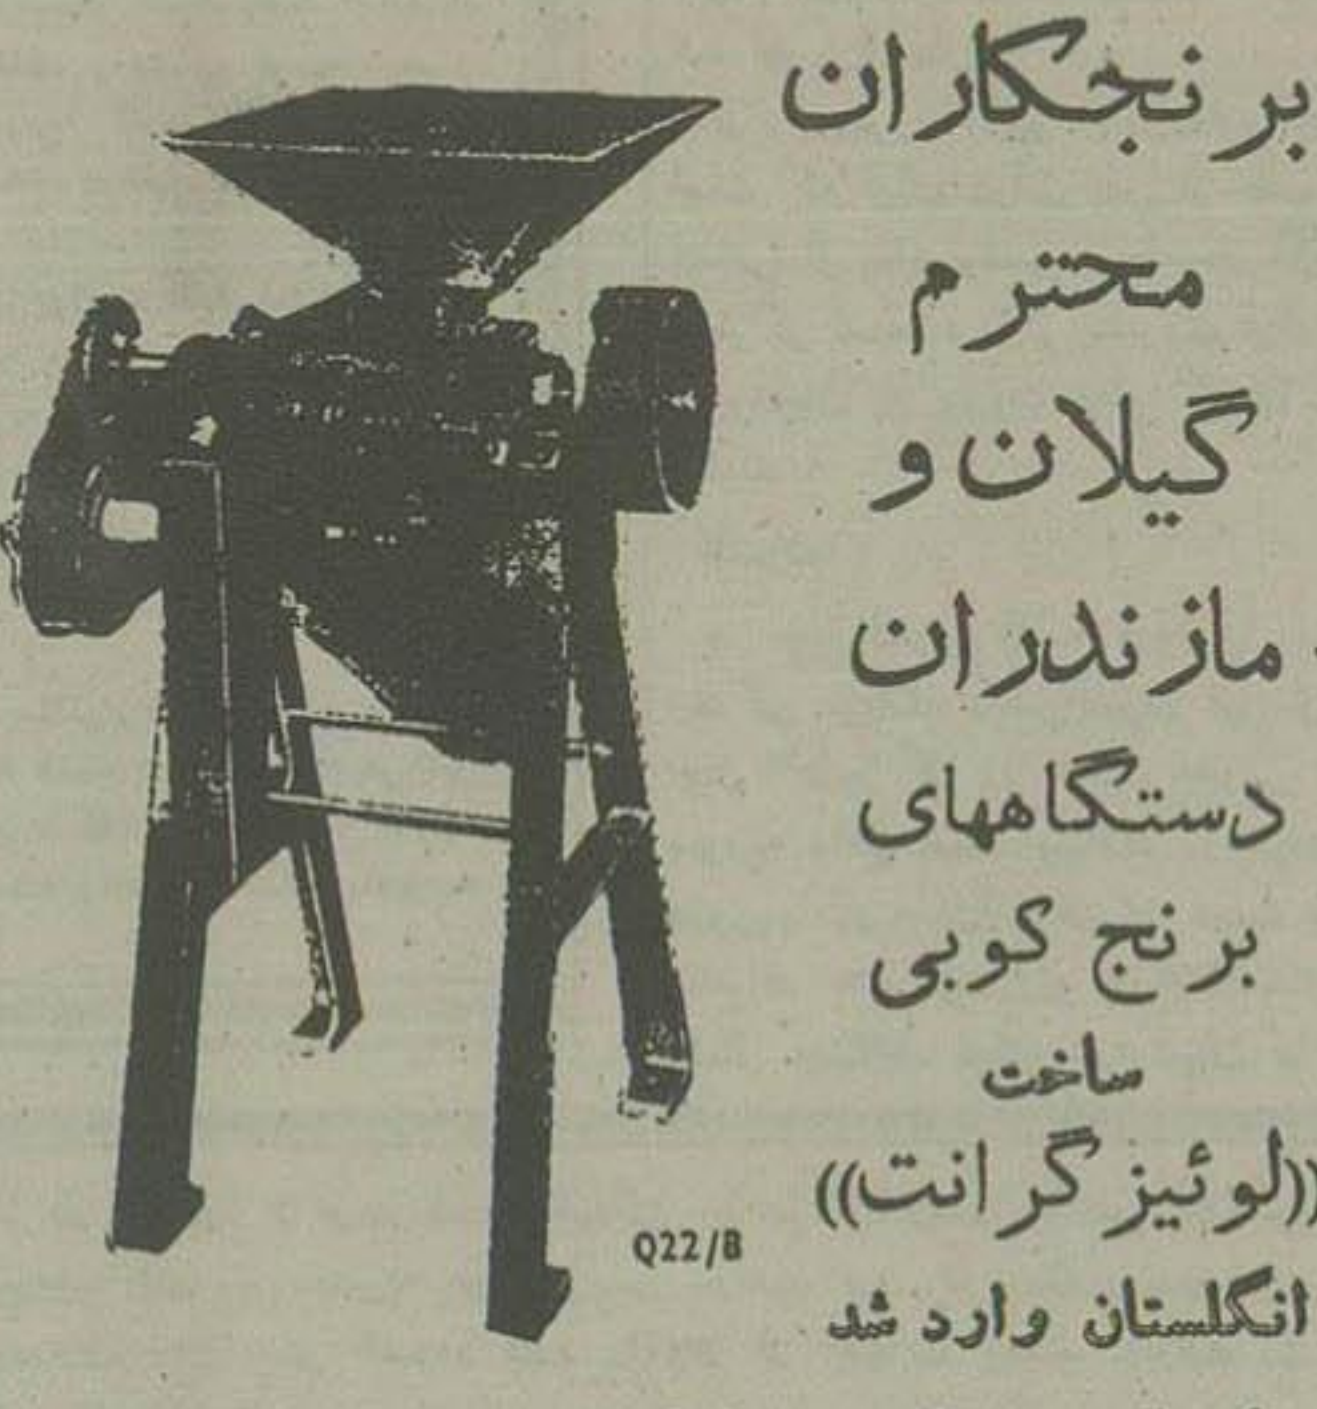 برنجکاران
محترم
گیلان و
مازندران
دستگاههای
برنج کوبی
ساخت
((لوئیز گرانت))
انگلستان وارد شد
Q22/B